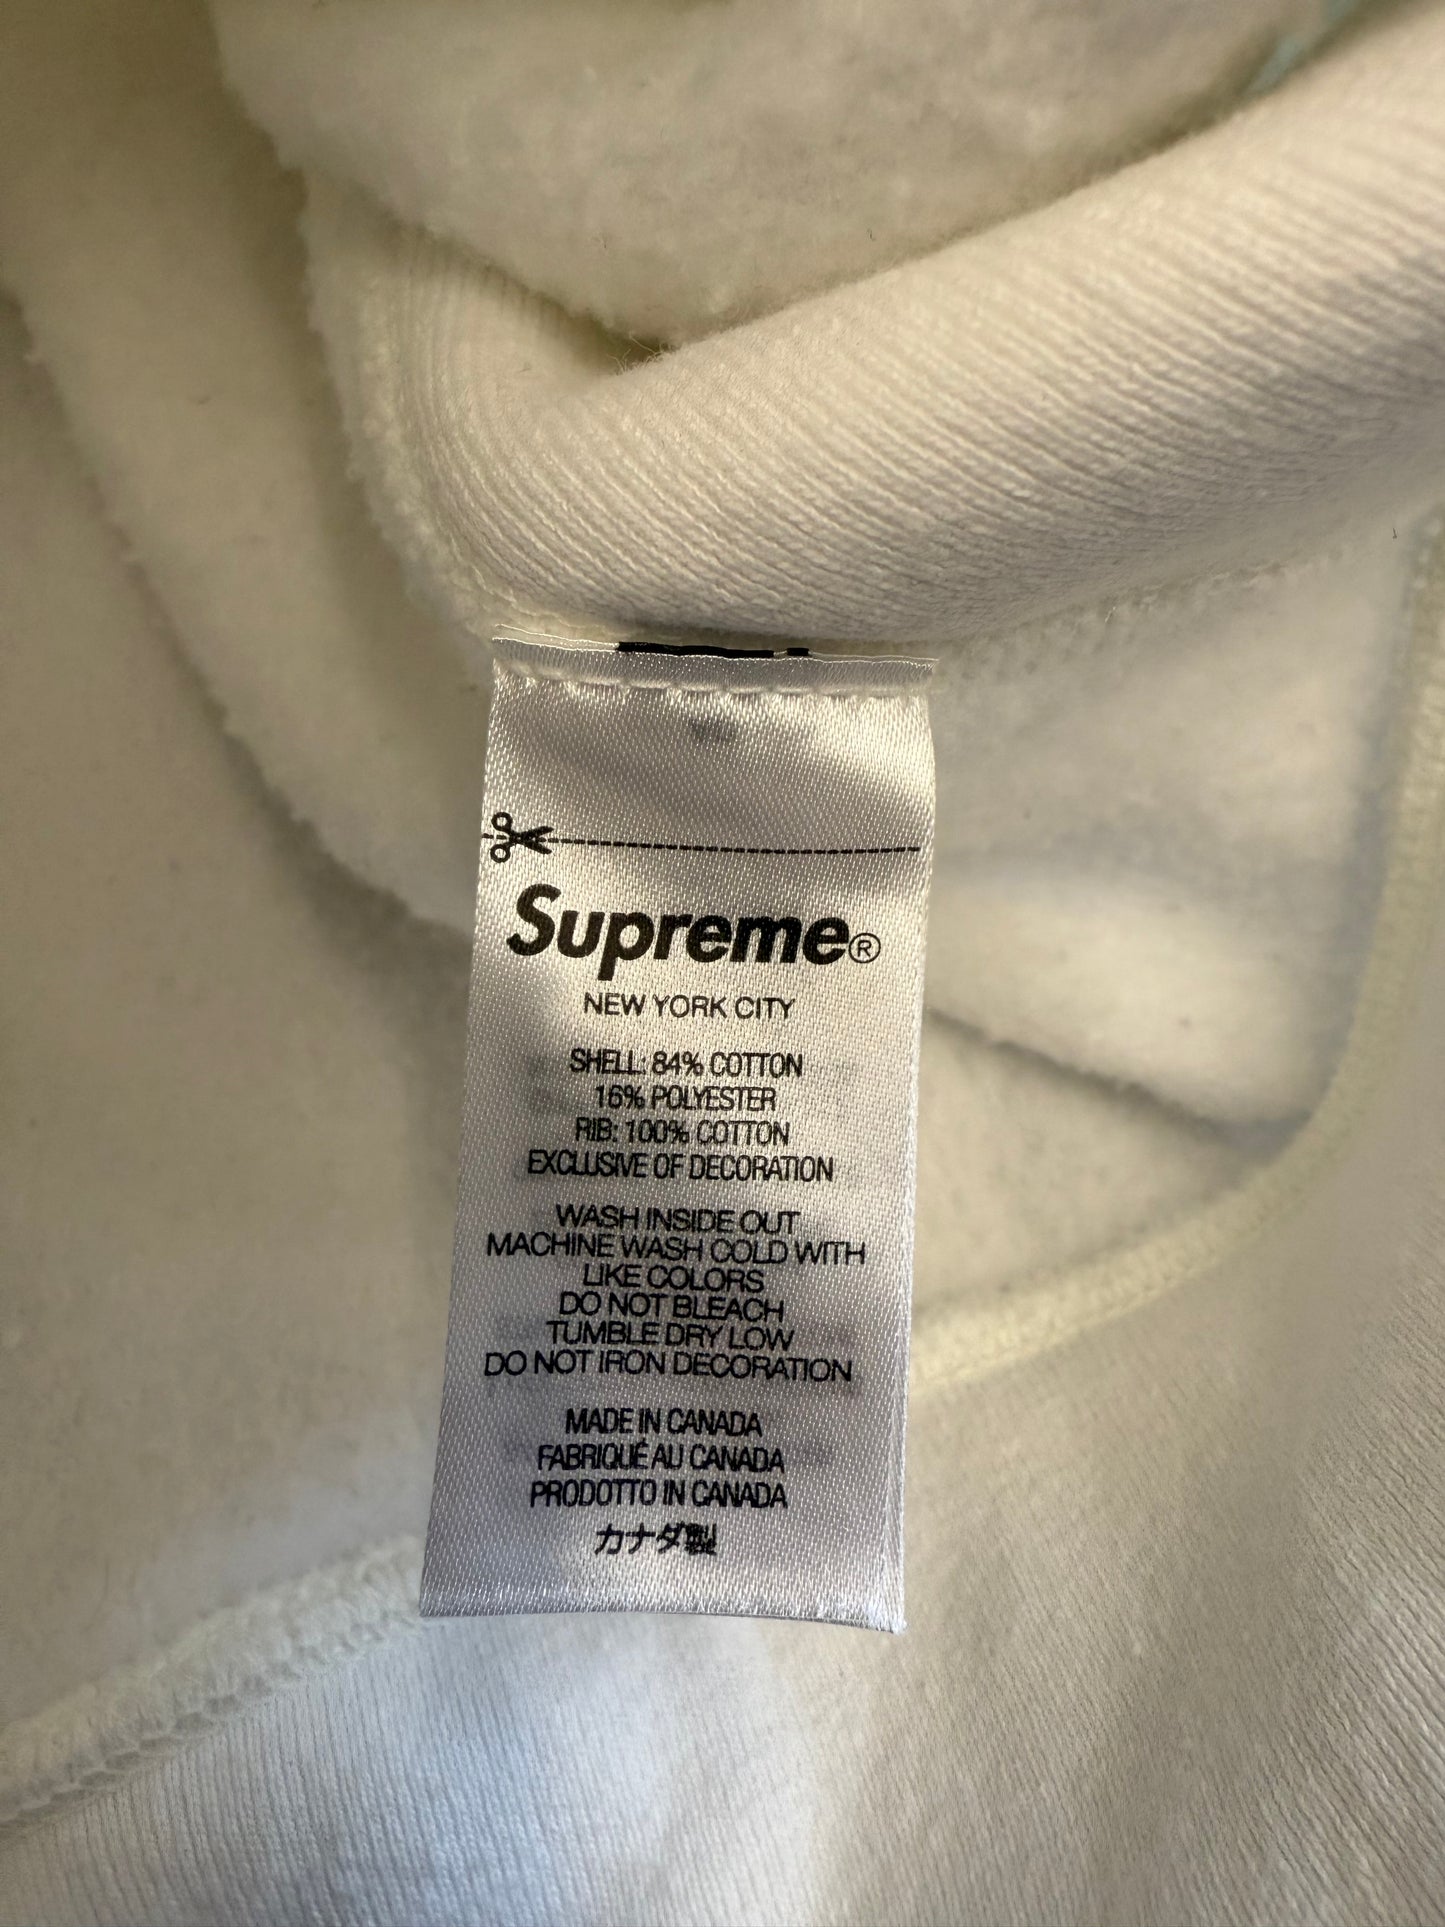 Supreme®
NEW YORK CITY
SHELL: 84% COTTON
16% POLYESTER
RIB: 100% COTTON
EXCLUSIVE OF DECORATION
WASH INSIDE OUT
MACHINE WASH COLD WITH
LIKE COLORS
DO NOT BLEACH
TUMBLE DRY LOW
DO NOT IRON DECORATION
MADE IN CANADA
FABRIQUÉ AU CANADA
PRODOTTO IN CANADA
カナダ製